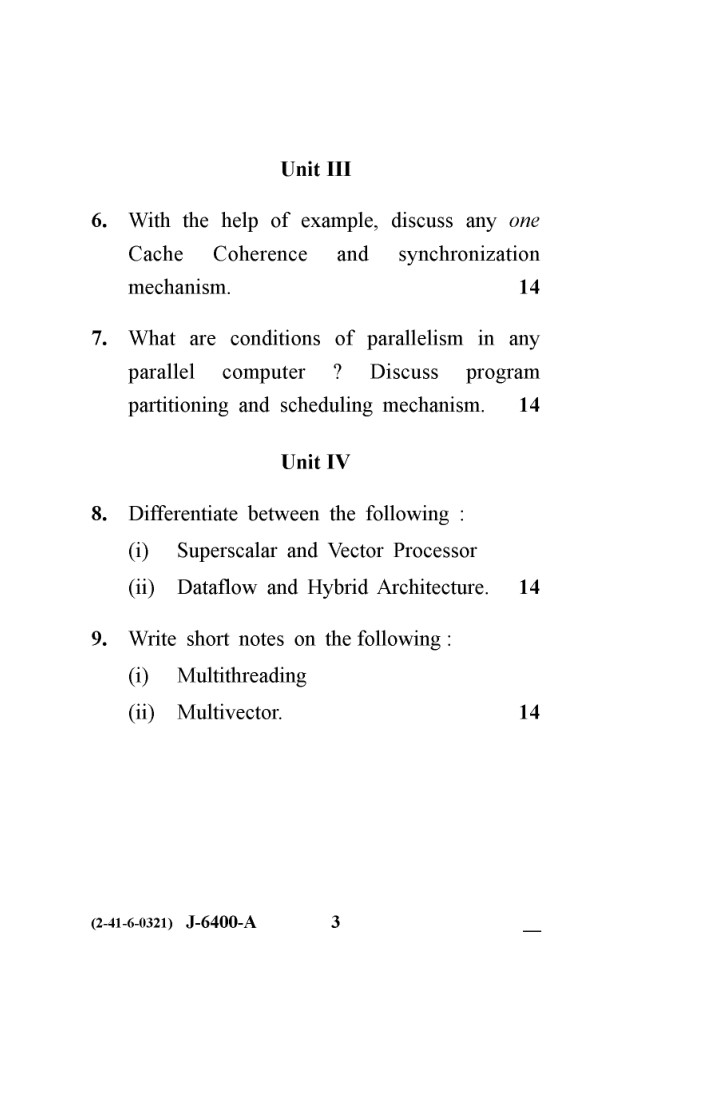 Unit III
6. With the help of example, discuss any one
Cache Coherence and synchronization
mechanism. 14
7. What are conditions of parallelism in any
parallel computer ? Discuss program
partitioning and scheduling mechanism. 14
Unit IV
8. Differentiate between the following :
(i) Superscalar and Vector Processor
(ii) Dataflow and Hybrid Architecture. 14
9. Write short notes on the following :
(i) Multithreading
(ii) Multivector. 14
(2-41-6-0321) J-6400-A 3